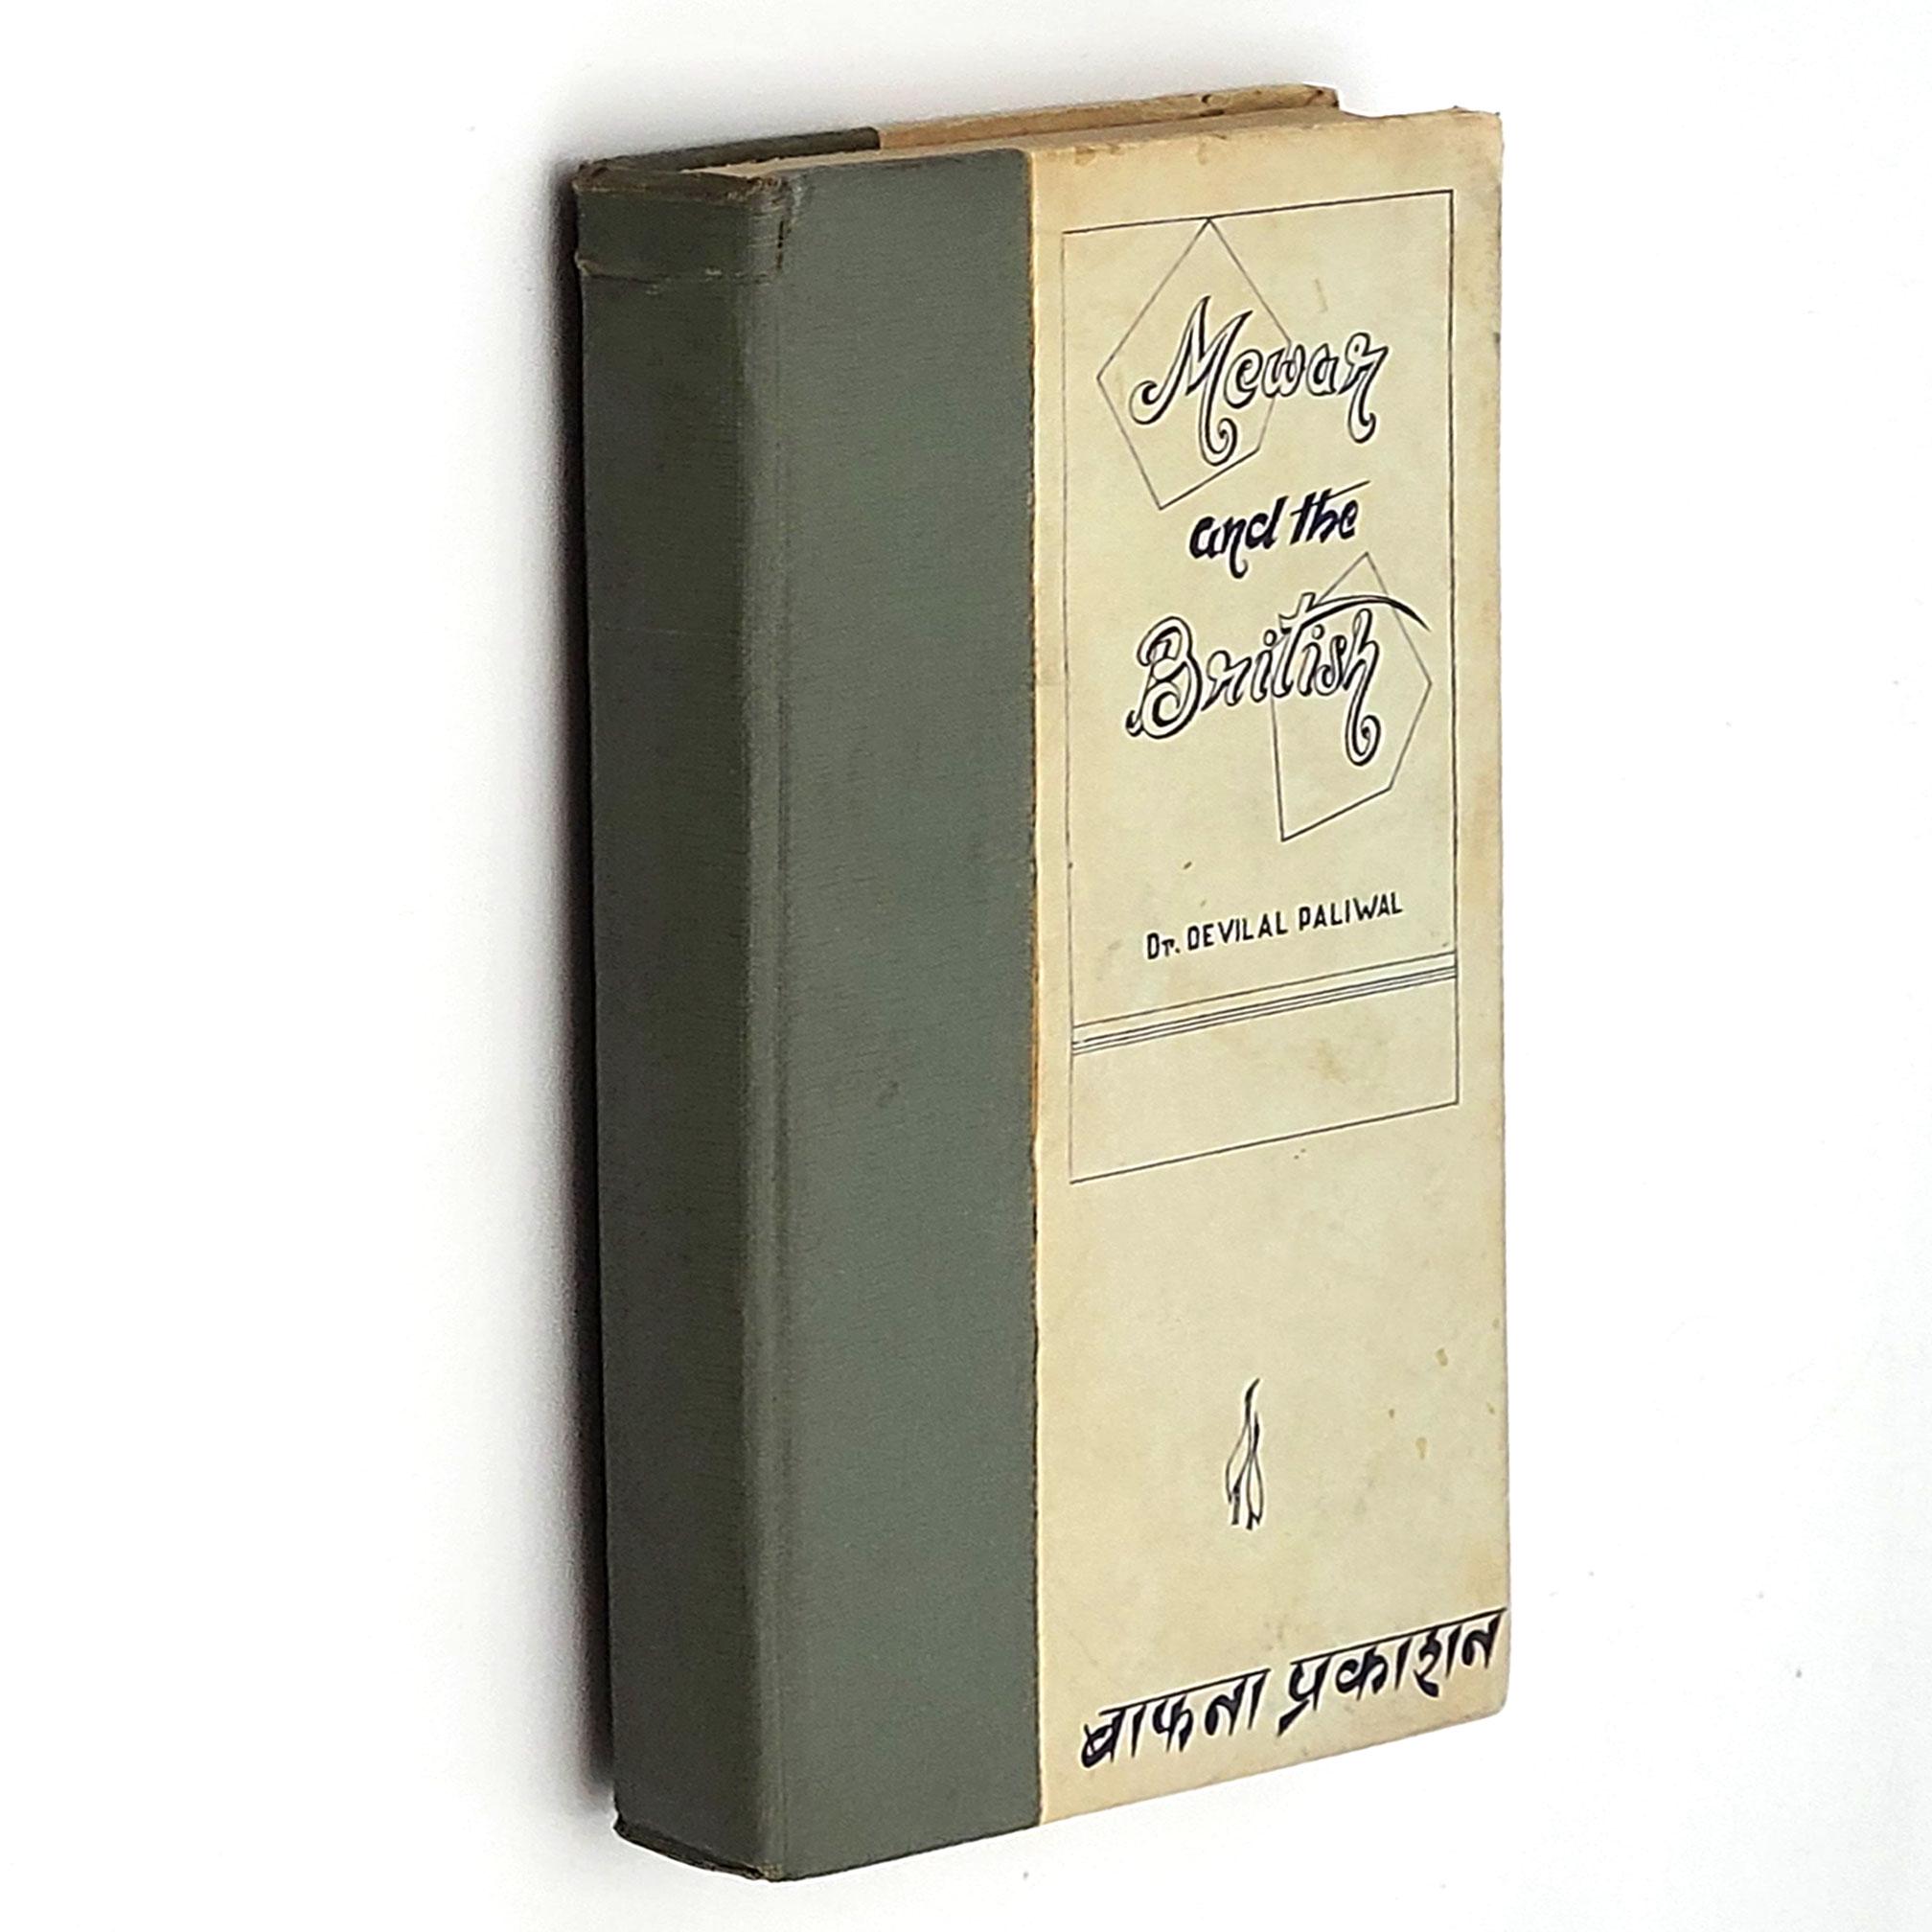 Mewar
and the
British
Dr. DEVILAL PALIWAL
बाफना प्रकाशन